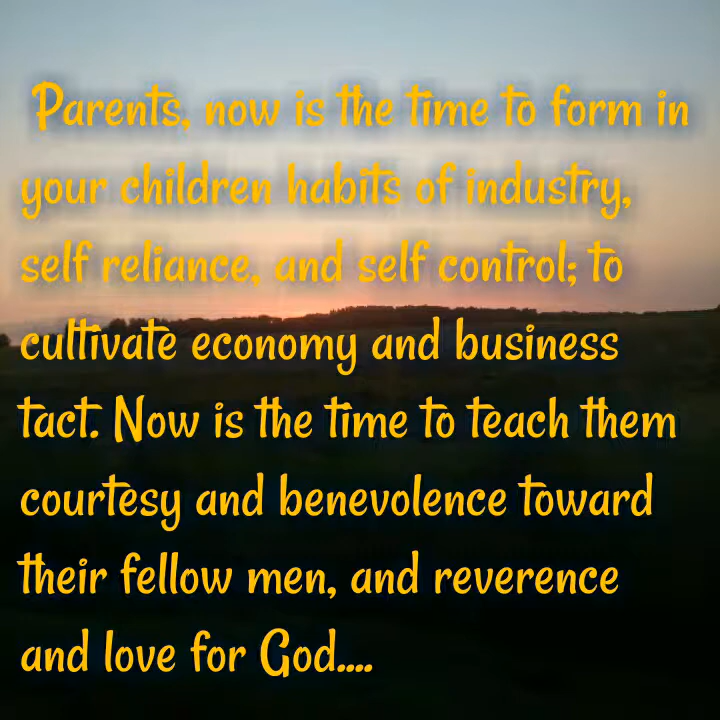 Parents, now is the time to form in
your children habits of industry,
self reliance, and self control; to
cultivate economy and business
tact. Now is the time to teach them
courtesy and benevolence toward
their fellow men, and reverence
and love for God....